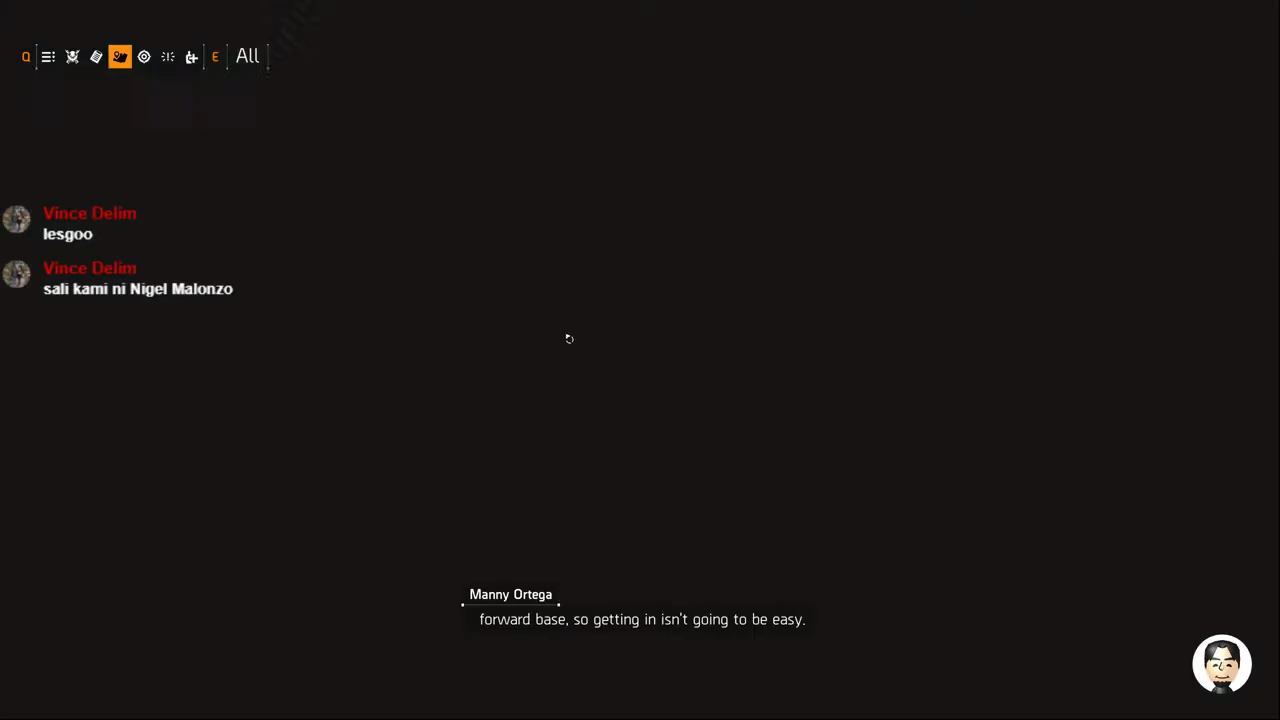 Q E All
Vince Delim
lesgoo
Vince Delim
sali kami ni Nigel Malonzo
Manny Ortega
forward base, so getting in isn't going to be easy.